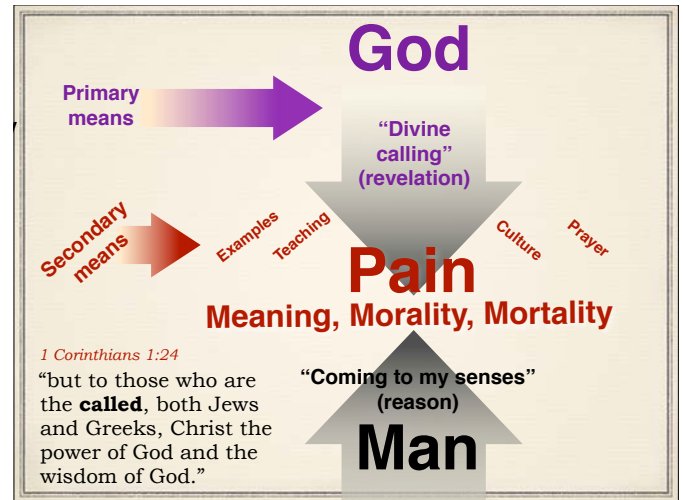 God
Primary
means
“Divine
calling”
(revelation)
Secondary
means
Examples
Teaching
Culture
Prayer
Pain
Meaning, Morality, Mortality
1 Corinthians 1:24
“but to those who are
the called, both Jews
and Greeks, Christ the
power of God and the
wisdom of God.”
“Coming to my senses”
(reason)
Man